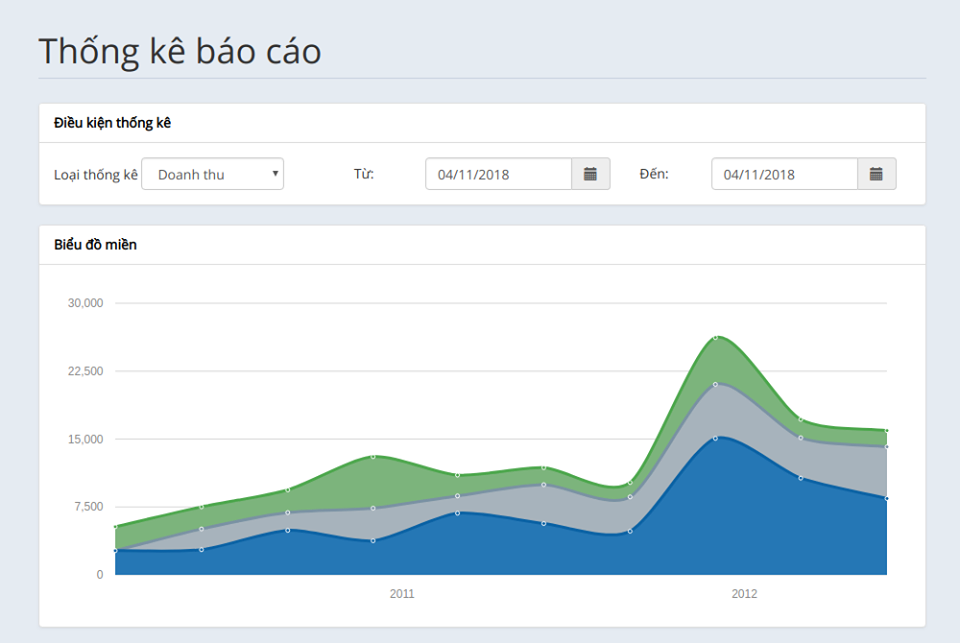 Thống kê báo cáo
Điều kiện thống kê
Loại thống kê Doanh thu Từ: 04/11/2018 Đến: 04/11/2018
Biểu đồ miền
30,000
22,500
15,000
7,500
0
2011 2012